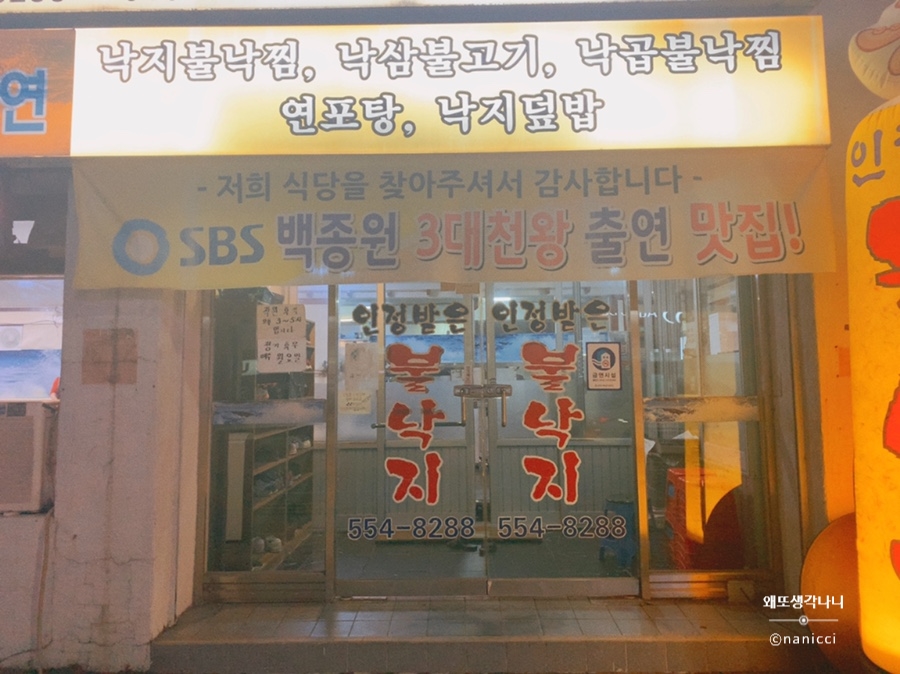 낙지불낙찜, 낙삼불고기, 낙곱불낙찜
연포탕, 낙지덮밥
연
- 저희 식당을 찾아주셔서 감사합니다 -
SBS 백종원 3대천왕 출연 맛집!
인정받은 인정받은
불낙지 불낙지
554-8288 554-8288
금연시설
인
왜또생각나니
©nanicci